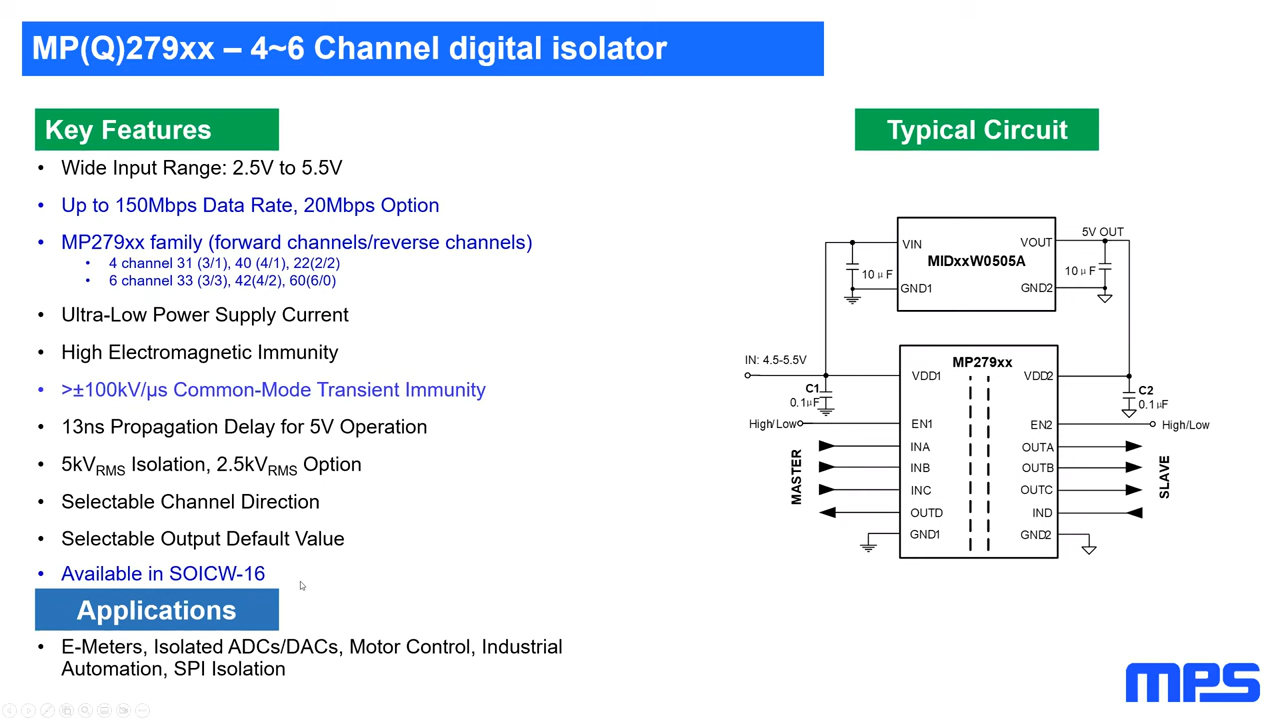 MP(Q)279xx – 4~6 Channel digital isolator
Key Features
• Wide Input Range: 2.5V to 5.5V
• Up to 150Mbps Data Rate, 20Mbps Option
• MP279xx family (forward channels/reverse channels)
• 4 channel 31 (3/1), 40 (4/1), 22(2/2)
• 6 channel 33 (3/3), 42(4/2), 60(6/0)
• Ultra-Low Power Supply Current
• High Electromagnetic Immunity
• >±100kV/µs Common-Mode Transient Immunity
• 13ns Propagation Delay for 5V Operation
• 5kVRMS Isolation, 2.5kVRMS Option
• Selectable Channel Direction
• Selectable Output Default Value
• Available in SOICW-16
Applications
• E-Meters, Isolated ADCs/DACs, Motor Control, Industrial
Automation, SPI Isolation
Typical Circuit
5V OUT
VIN
VOUT
MIDxxW0505A
10µF
10µF
GND1
GND2
IN: 4.5-5.5V
MP279xx
VDD1
VDD2
C1
0.1µF
C2
0.1µF
High/Low
EN1
EN2
High/Low
INA
OUTA
INB
OUTB
INC
OUTC
OUTD
IND
GND1
GND2
MASTER
SLAVE
mps